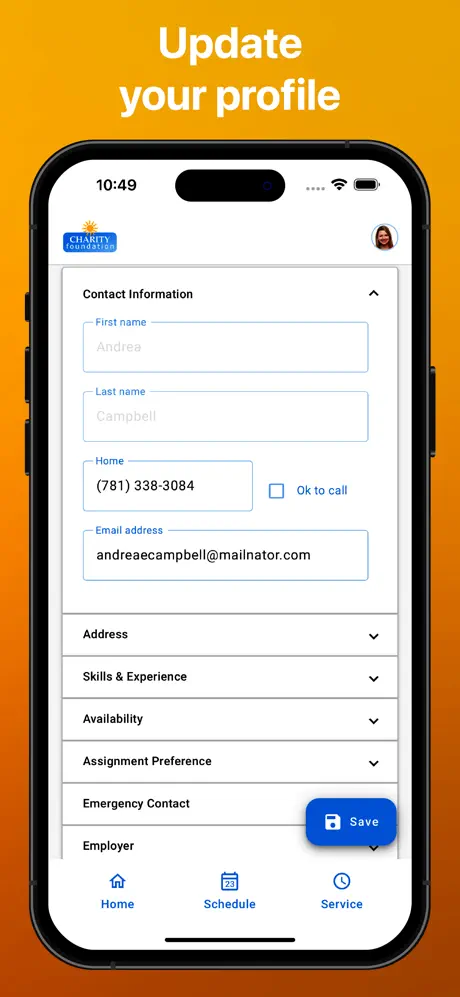 Update
your profile
10:49
CHARITY
foundation
Contact Information
First name
Andrea
Last name
Campbell
Home
(781) 338-3084
Ok to call
Email address
andreaecampbell@mailnator.com
Address
Skills & Experience
Availability
Assignment Preference
Emergency Contact
Save
Employer
23
Home
Schedule
Service